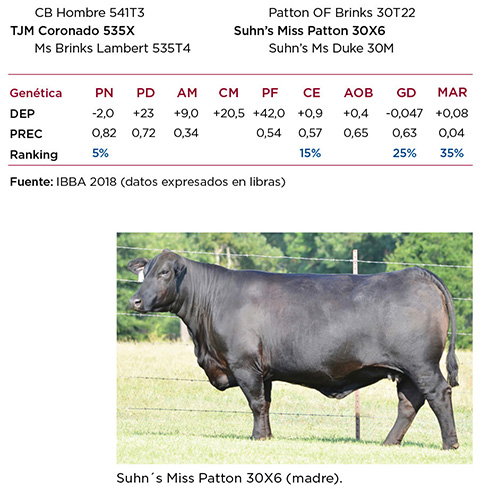 CB Hombre 541T3 Patton OF Brinks 30T22
TJM Coronado 535X Suhn's Miss Patton 30X6
Ms Brinks Lambert 535T4 Suhn's Ms Duke 30M
Genética PN PD AM CM PF CE AOB GD MAR
DEP -2,0 +23 +9,0 +20,5 +42,0 +0,9 +0,4 -0,047 +0,08
PREC 0,82 0,72 0,34 0,54 0,57 0,65 0,63 0,04
Ranking 5% 15% 25% 35%
Fuente: IBBA 2018 (datos expresados en libras)
Suhn´s Miss Patton 30X6 (madre).